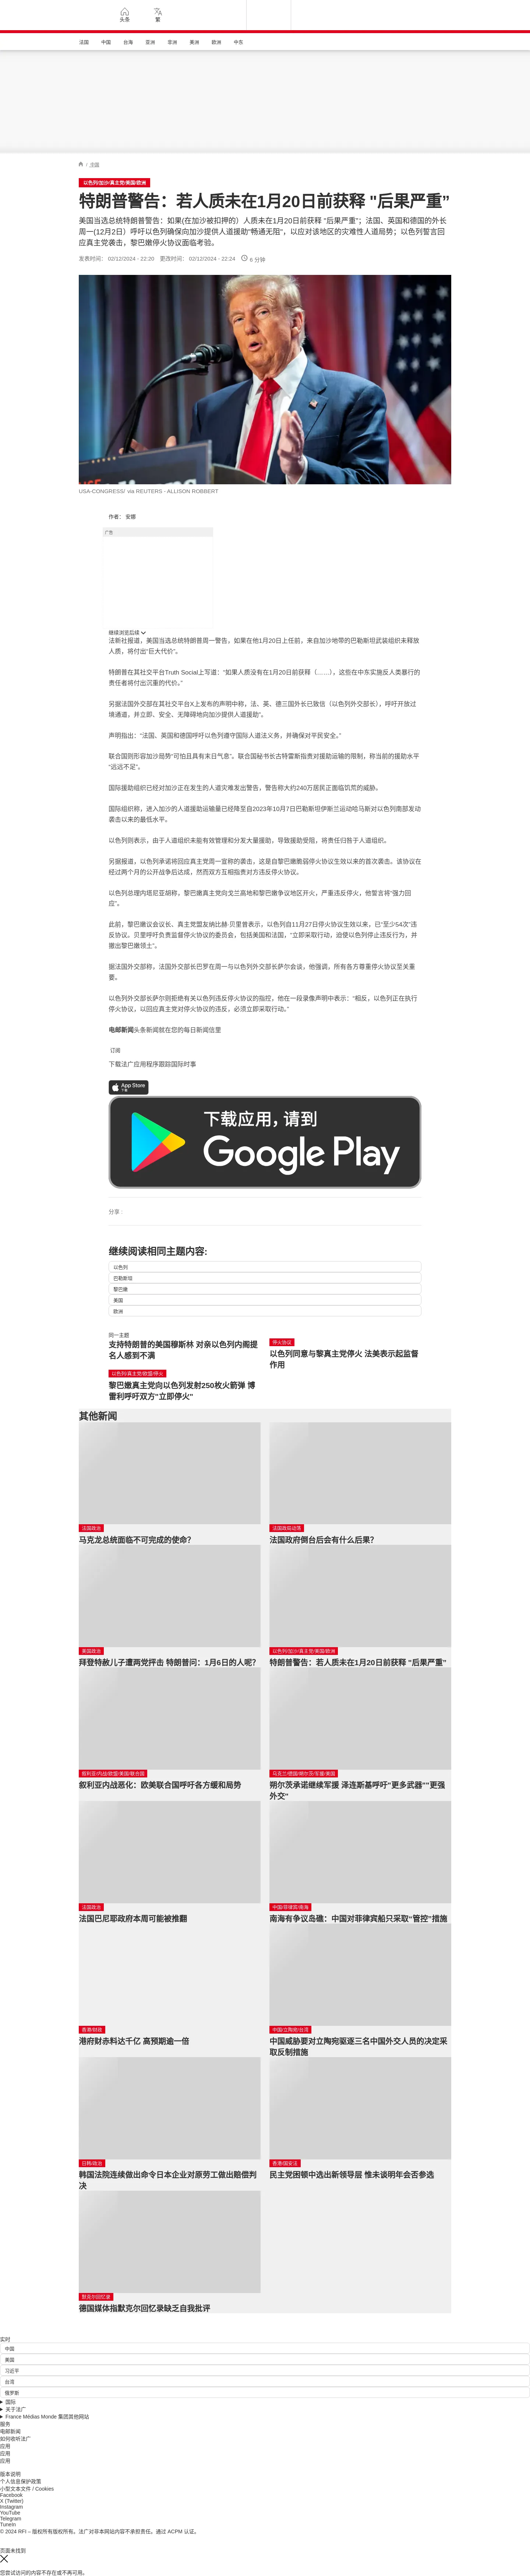 头条
繁
法国
中国
台海
亚洲
非洲
美洲
欧洲
中东
/ 中国
以色列/加沙/真主党/美国/欧洲
特朗普警告：若人质未在1月20日前获释 "后果严重”
美国当选总统特朗普警告：如果(在加沙被扣押的）人质未在1月20日前获释 "后果严重"；法国、英国和德国的外长周一(12月2日）呼吁以色列确保向加沙提供人道援助“畅通无阻”，以应对该地区的灾难性人道局势；以色列誓言回应真主党袭击，黎巴嫩停火协议面临考验。
发表时间： 02/12/2024 - 22:20 更改时间： 02/12/2024 - 22:24 6 分钟
USA-CONGRESS/ via REUTERS - ALLISON ROBBERT
作者： 安娜
广告
继续浏览后续
法新社报道，美国当选总统特朗普周一警告，如果在他1月20日上任前，来自加沙地带的巴勒斯坦武装组织未释放人质，将付出“巨大代价”。
特朗普在其社交平台Truth Social上写道：“如果人质没有在1月20日前获释（……），这些在中东实施反人类暴行的责任者将付出沉重的代价。”
另据法国外交部在其社交平台X上发布的声明中称，法、英、德三国外长已致信（以色列外交部长），呼吁开放过境通道，并立即、安全、无障碍地向加沙提供人道援助”。
声明指出：“法国、英国和德国呼吁以色列遵守国际人道法义务，并确保对平民安全。”
联合国则形容加沙局势“可怕且具有末日气息”。联合国秘书长古特雷斯指责对援助运输的限制，称当前的援助水平“远远不足”。
国际援助组织已经对加沙正在发生的人道灾难发出警告，警告称大约240万居民正面临饥荒的威胁。
国际组织称，进入加沙的人道援助运输量已经降至自2023年10月7日巴勒斯坦伊斯兰运动哈马斯对以色列南部发动袭击以来的最低水平。
以色列则表示，由于人道组织未能有效管理和分发大量援助，导致援助受阻，将责任归咎于人道组织。
另据报道，以色列承诺将回应真主党周一宣称的袭击，这是自黎巴嫩脆弱停火协议生效以来的首次袭击。该协议在经过两个月的公开战争后达成，然而双方互相指责对方违反停火协议。
以色列总理内塔尼亚胡称，黎巴嫩真主党向戈兰高地和黎巴嫩争议地区开火，严重违反停火，他誓言将“强力回应”。
此前，黎巴嫩议会议长、真主党盟友纳比赫·贝里曾表示，以色列自11月27日停火协议生效以来，已“至少54次”违反协议。贝里呼吁负责监督停火协议的委员会，包括美国和法国，“立即采取行动，迫使以色列停止违反行为，并撤出黎巴嫩领土”。
据法国外交部称，法国外交部长巴罗在周一与以色列外交部长萨尔会谈，他强调，所有各方尊重停火协议至关重要。
以色列外交部长萨尔则拒绝有关以色列违反停火协议的指控，他在一段录像声明中表示：“相反，以色列正在执行停火协议，以回应真主党对停火协议的违反，必须立即采取行动。”
电邮新闻头条新闻就在您的每日新闻信里
订阅
下载法广应用程序跟踪国际时事
App Store
下载应用，请到
Google Play
分享 :
继续阅读相同主题内容:
以色列
巴勒斯坦
黎巴嫩
美国
欧洲
同一主题
支持特朗普的美国穆斯林 对亲以色列内阁提名人感到不满
停火协议
以色列同意与黎真主党停火 法美表示起监督作用
以色列/真主党/欧盟/停火
黎巴嫩真主党向以色列发射250枚火箭弹 博雷利呼吁双方"立即停火"
其他新闻
法国政治
马克龙总统面临不可完成的使命？
法国政局动荡
法国政府倒台后会有什么后果？
美国政治
拜登特赦儿子遭两党抨击 特朗普问：1月6日的人呢？
以色列/加沙/真主党/美国/欧洲
特朗普警告：若人质未在1月20日前获释 "后果严重”
叙利亚/内战/欧盟/美国/联合国
叙利亚内战恶化：欧美联合国呼吁各方缓和局势
乌克兰/德国/朔尔茨/军援/美国
朔尔茨承诺继续军援 泽连斯基呼吁"更多武器""更强外交"
法国政治
法国巴尼耶政府本周可能被推翻
中国/菲律宾/南海
南海有争议岛礁：中国对菲律宾船只采取“管控”措施
香港/财政
港府财赤料达千亿 高预期逾一倍
中国/立陶宛/台湾
中国威胁要对立陶宛驱逐三名中国外交人员的决定采取反制措施
日韩/政治
韩国法院连续做出命令日本企业对原劳工做出赔偿判决
香港/国安法
民主党困顿中选出新领导层 惟未谈明年会否参选
默克尔回忆录
德国媒体指默克尔回忆录缺乏自我批评
实时
中国
美国
习近平
台湾
俄罗斯
国际
关于法广
France Médias Monde 集团其他网站
服务
电邮新闻
如何收听法广
应用
应用
应用
版本说明
个人信息保护政策
小型文本文件 / Cookies
Facebook
X (Twitter)
Instagram
YouTube
Telegram
TuneIn
© 2024 RFI – 版权所有版权所有。法广对非本网站内容不承担责任。通过 ACPM 认证。
页面未找到
您尝试访问的内容不存在或不再可用。